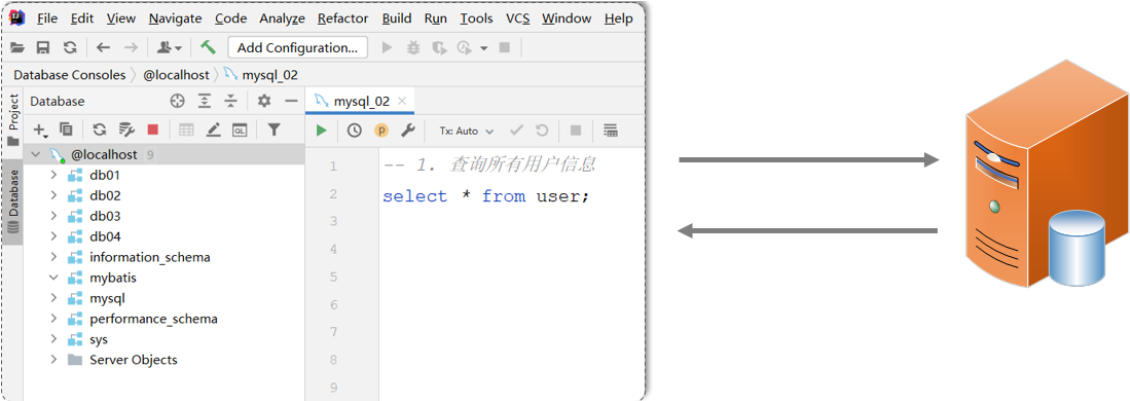 File Edit View Navigate Code Analyze Refactor Build Run Tools VCS Window Help
Add Configuration...
Database Consoles @localhost mysql_02
Project
Database
Database
mysql_02
QL
P
Tx: Auto
@localhost 9
db01
db02
db03
db04
information_schema
mybatis
mysql
performance_schema
sys
Server Objects
1 -- 1. 查询所有用户信息
2 select * from user;
3
4
5
6
7
8
9